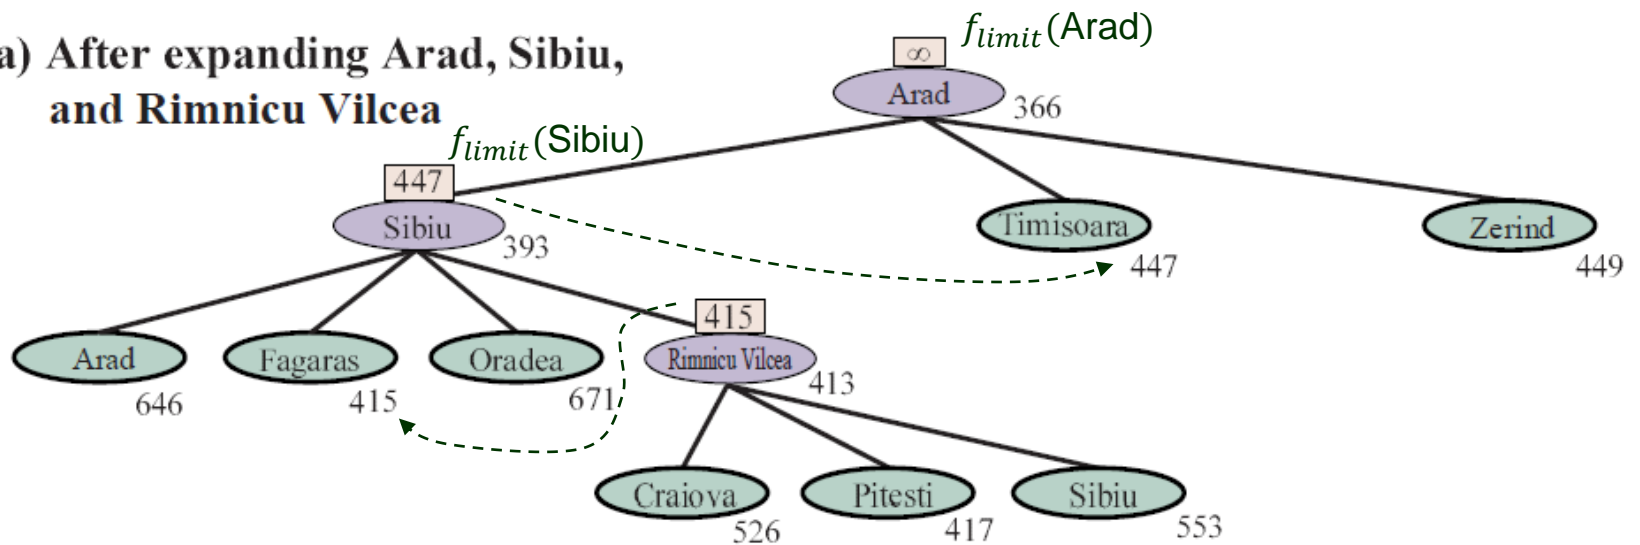 a) After expanding Arad, Sibiu,
and Rimnicu Vilcea
f_limit(Arad)
∞
Arad
366
f_limit(Sibiu)
447
Sibiu
393
Timisoara
447
Zerind
449
Arad
646
Fagaras
415
Oradea
671
415
Rimnicu Vilcea
413
Craiova
526
Pitesti
417
Sibiu
553